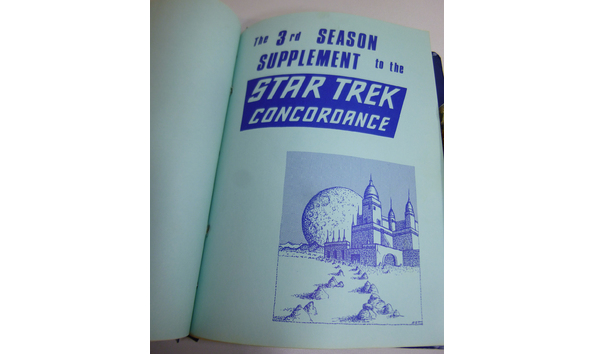 The 3rd SEASON
SUPPLEMENT to the
STAR TREK
CONCORDANCE